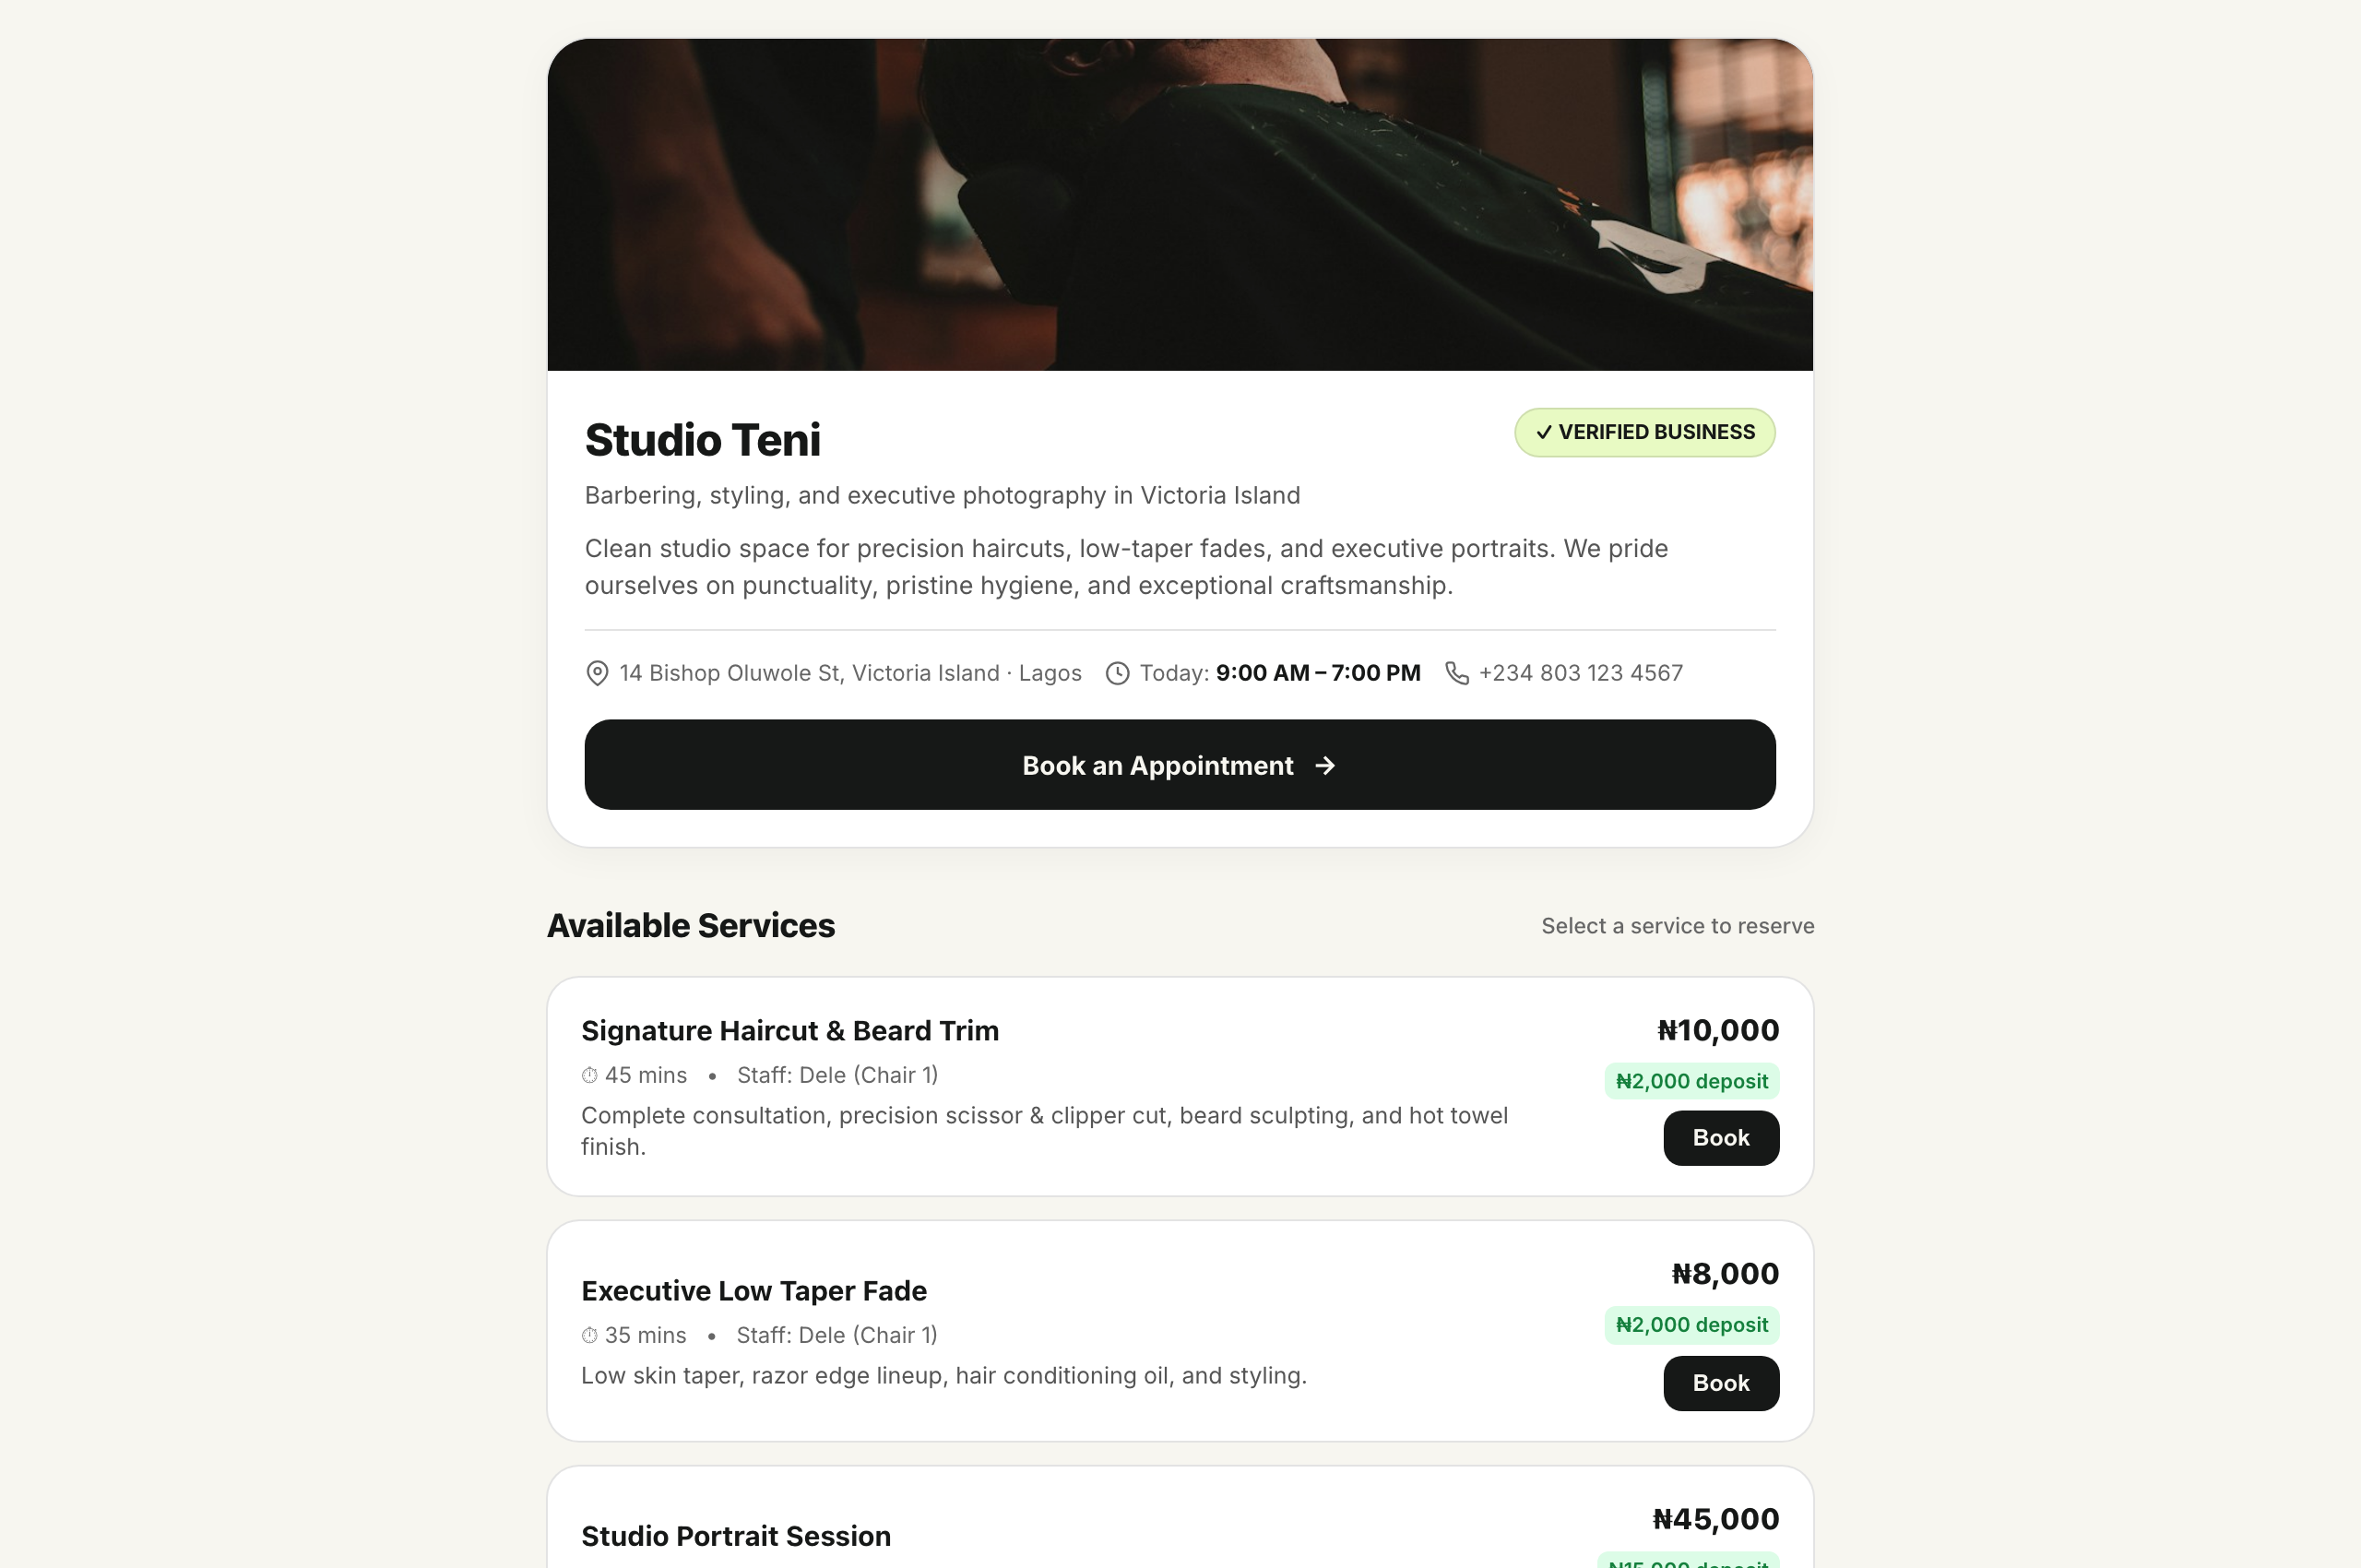 Studio Teni
✓ VERIFIED BUSINESS
Barbering, styling, and executive photography in Victoria Island
Clean studio space for precision haircuts, low-taper fades, and executive portraits. We pride
ourselves on punctuality, pristine hygiene, and exceptional craftsmanship.
14 Bishop Oluwole St, Victoria Island · Lagos Today: 9:00 AM – 7:00 PM +234 803 123 4567
Book an Appointment →
Available Services
Select a service to reserve
Signature Haircut & Beard Trim
₦10,000
⏱ 45 mins • Staff: Dele (Chair 1)
₦2,000 deposit
Complete consultation, precision scissor & clipper cut, beard sculpting, and hot towel
finish.
Book
Executive Low Taper Fade
₦8,000
⏱ 35 mins • Staff: Dele (Chair 1)
₦2,000 deposit
Low skin taper, razor edge lineup, hair conditioning oil, and styling.
Book
Studio Portrait Session
₦45,000
₦15,000 deposit